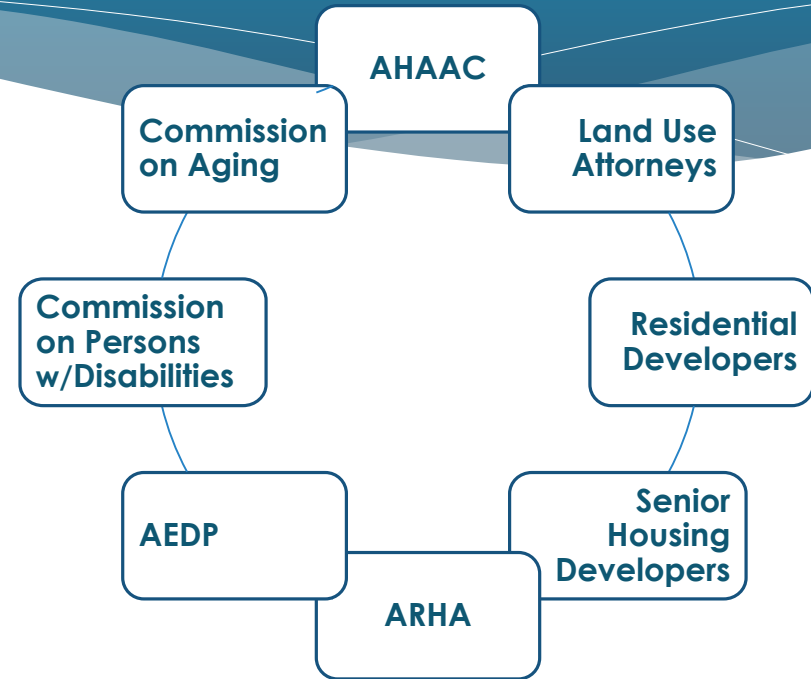 AHAAC
Commission
on Aging
Land Use
Attorneys
Commission
on Persons
w/Disabilities
Residential
Developers
AEDP
Senior
Housing
Developers
ARHA